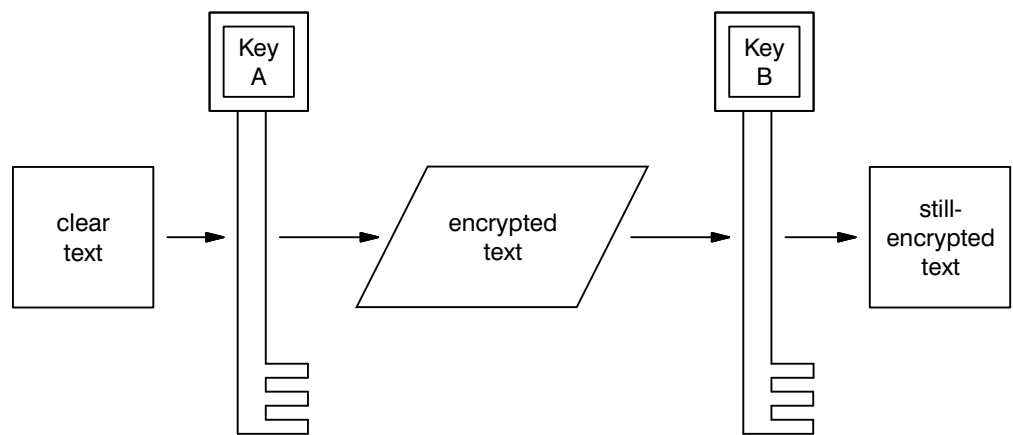 Key
A
Key
B
clear
text
encrypted
text
still-
encrypted
text